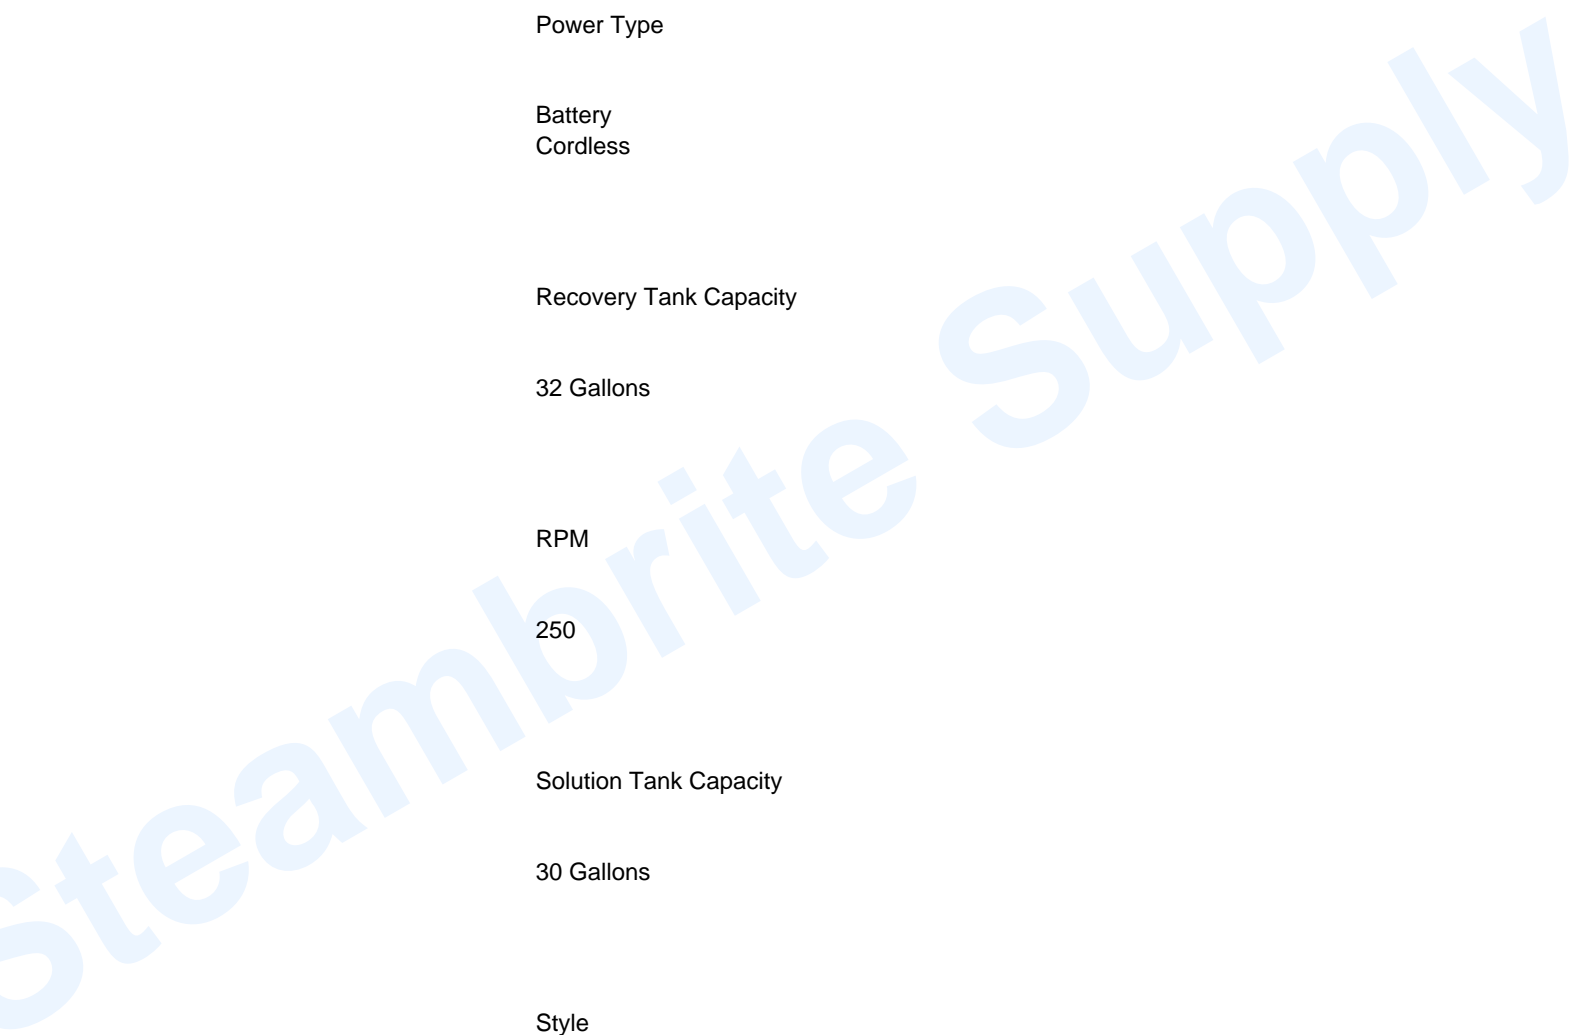 Power Type
Battery
Cordless
Recovery Tank Capacity
32 Gallons
RPM
250
Solution Tank Capacity
30 Gallons
Style
Steambrite Supply